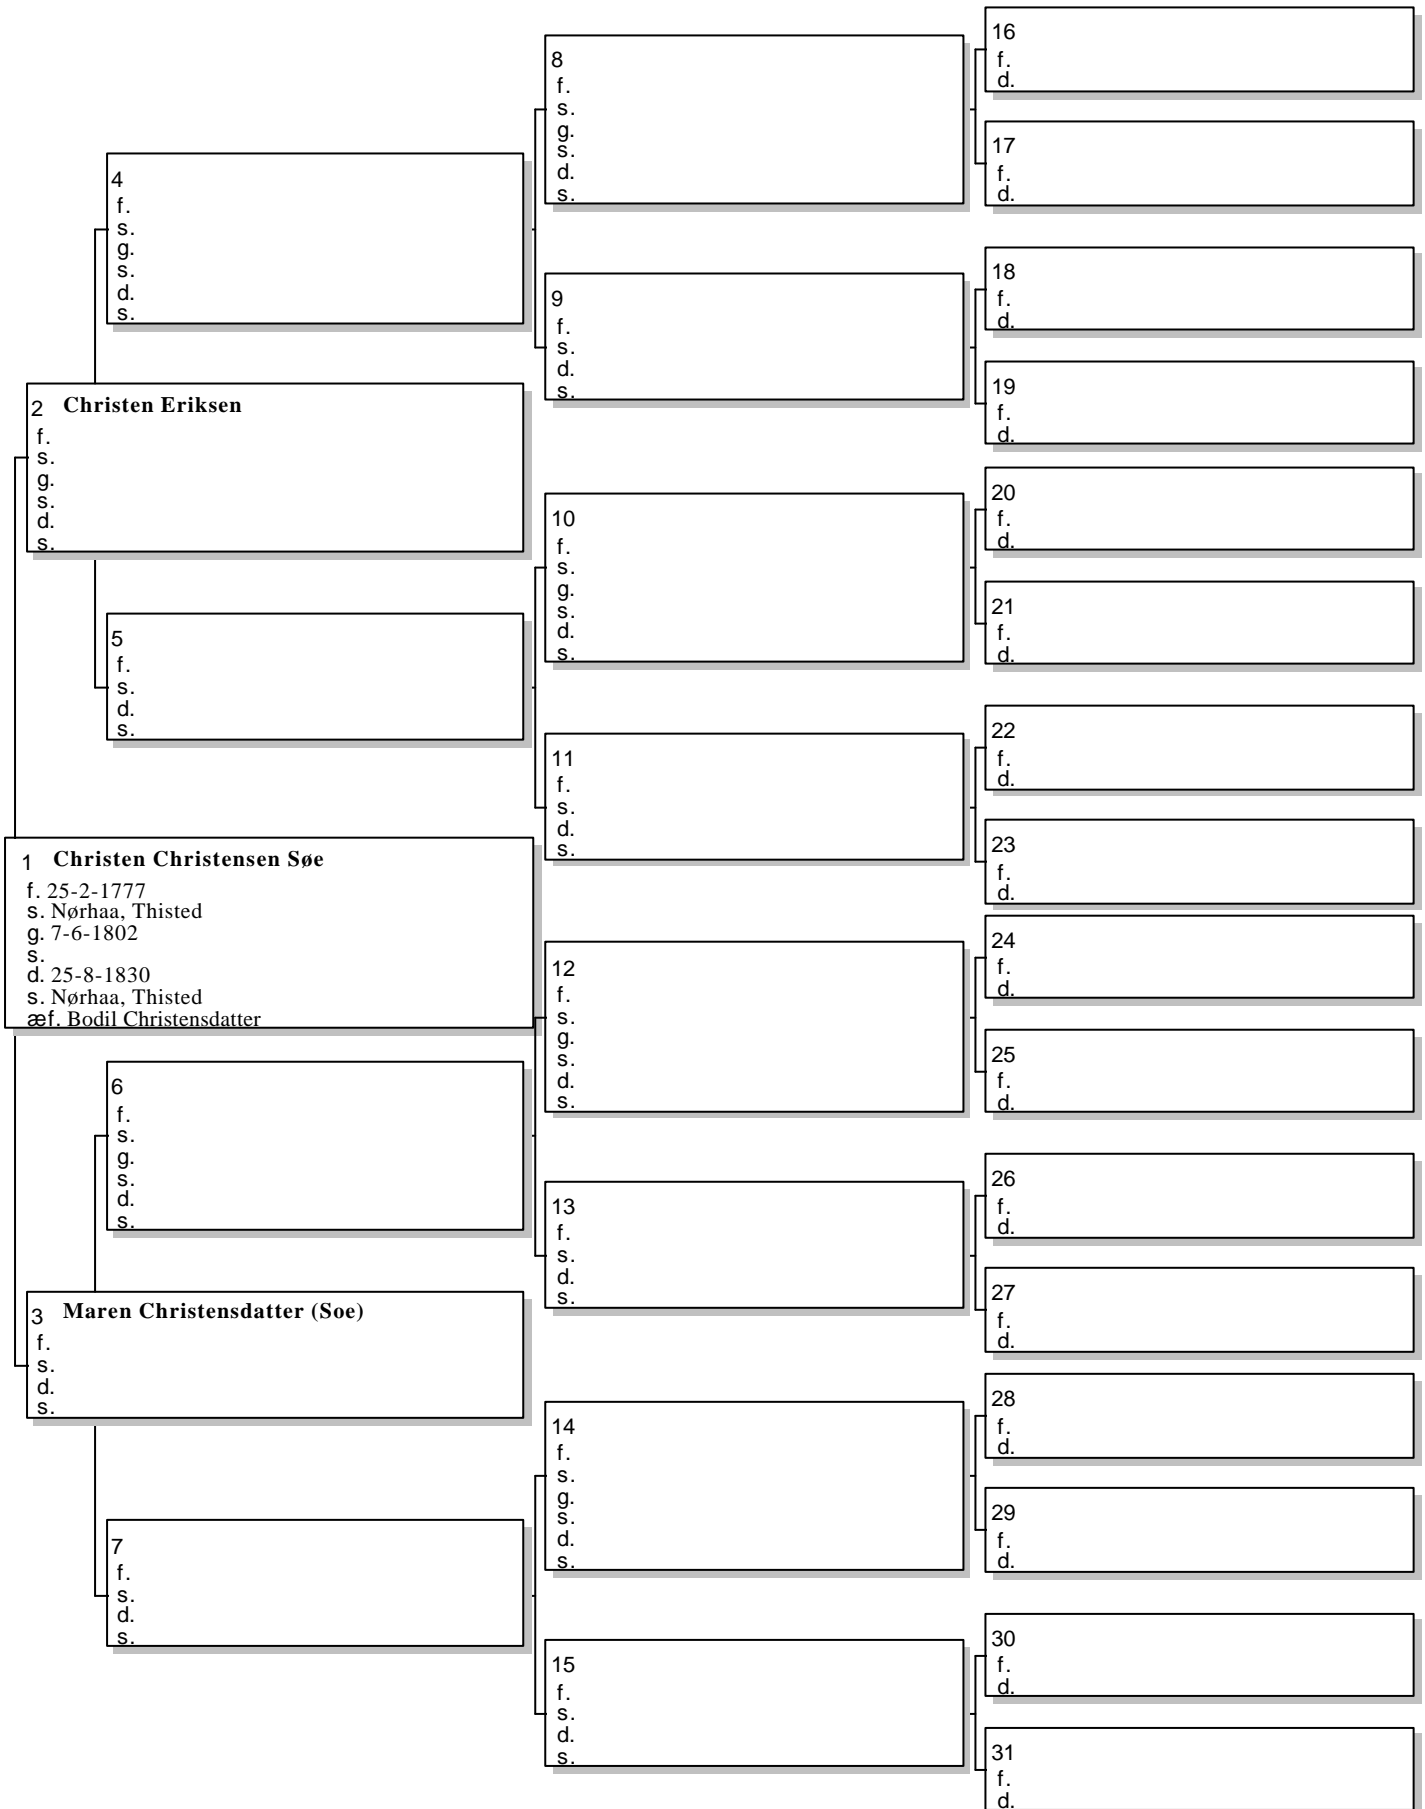 16
f.
d.
8
f.
s.
g.
s.
d.
s.
17
f.
d.
4
f.
s.
g.
s.
d.
s.
18
f.
d.
9
f.
s.
d.
s.
19
f.
d.
2 Christen Eriksen
f.
s.
g.
s.
d.
s.
20
f.
d.
10
f.
s.
g.
s.
d.
s.
21
f.
d.
5
f.
s.
d.
s.
22
f.
d.
11
f.
s.
d.
s.
23
f.
d.
1 Christen Christensen Søe
f. 25-2-1777
s. Nørhaa, Thisted
g. 7-6-1802
s.
d. 25-8-1830
s. Nørhaa, Thisted
æf. Bodil Christensdatter
24
f.
d.
12
f.
s.
g.
s.
d.
s.
25
f.
d.
6
f.
s.
g.
s.
d.
s.
26
f.
d.
13
f.
s.
d.
s.
27
f.
d.
3 Maren Christensdatter (Soe)
f.
s.
d.
s.
28
f.
d.
14
f.
s.
g.
s.
d.
s.
29
f.
d.
7
f.
s.
d.
s.
30
f.
d.
15
f.
s.
d.
s.
31
f.
d.